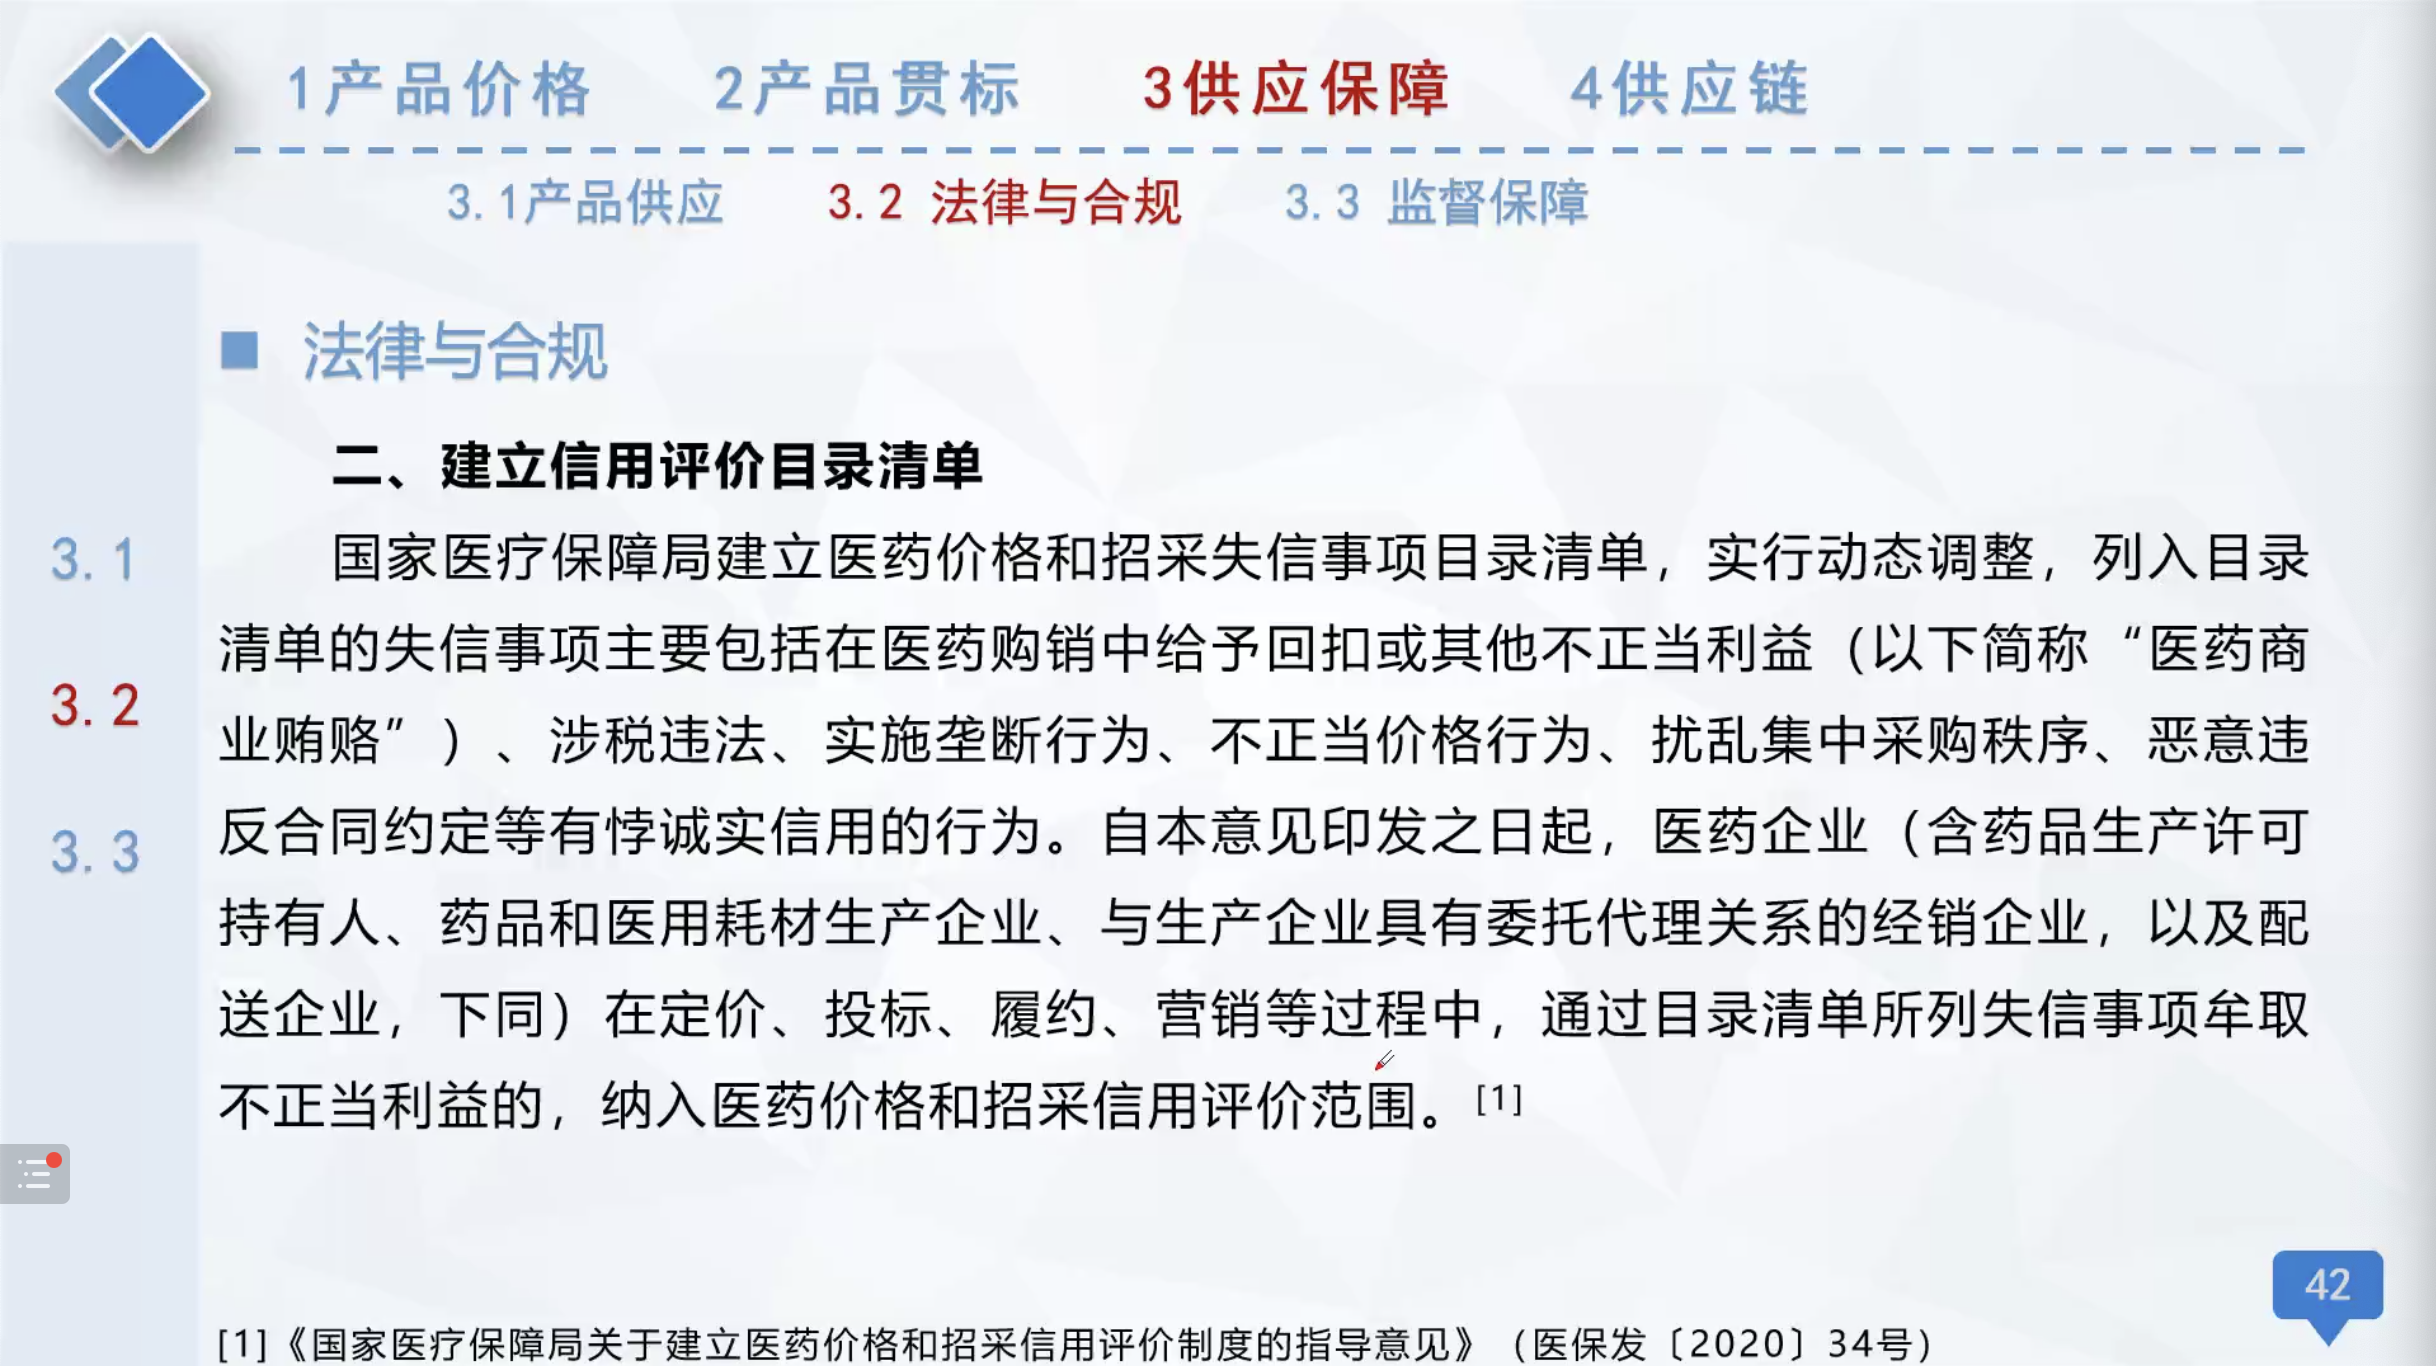 1产品价格 2产品贯标 3供应保障 4供应链
3.1产品供应 3.2 法律与合规 3.3 监督保障
3.1
3.2
3.3
■ 法律与合规
二、建立信用评价目录清单
国家医疗保障局建立医药价格和招采失信事项目录清单，实行动态调整，列入目录
清单的失信事项主要包括在医药购销中给予回扣或其他不正当利益（以下简称“医药商
业贿赂”）、涉税违法、实施垄断行为、不正当价格行为、扰乱集中采购秩序、恶意违
反合同约定等有悖诚实信用的行为。自本意见印发之日起，医药企业（含药品生产许可
持有人、药品和医用耗材生产企业、与生产企业具有委托代理关系的经销企业，以及配
送企业，下同）在定价、投标、履约、营销等过程中，通过目录清单所列失信事项牟取
不正当利益的，纳入医药价格和招采信用评价范围。[1]
42
[1]《国家医疗保障局关于建立医药价格和招采信用评价制度的指导意见》（医保发〔2020〕34号）